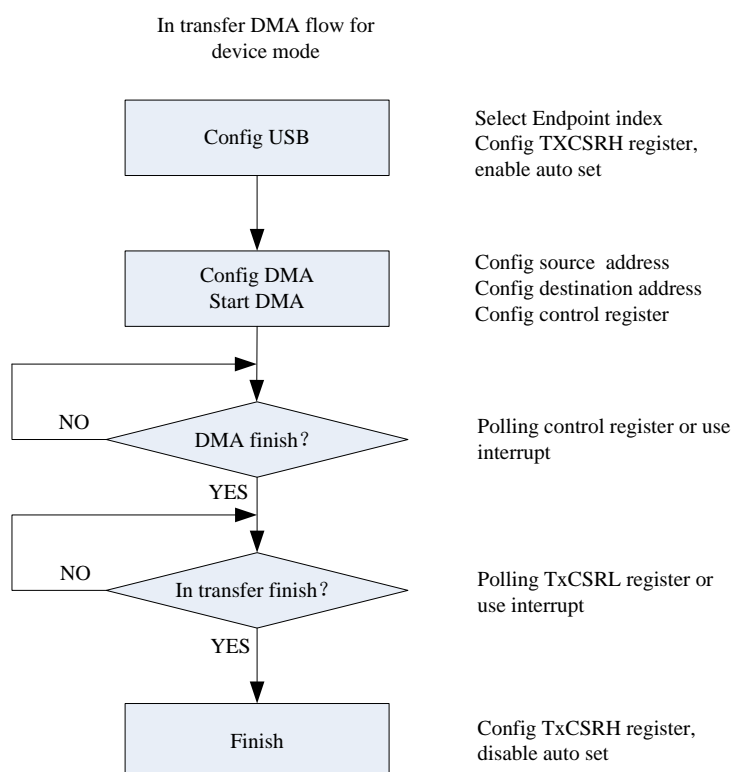 In transfer DMA flow for
device mode
Config USB
Select Endpoint index
Config TXCSRH register,
enable auto set
Config DMA
Start DMA
Config source address
Config destination address
Config control register
NO
DMA finish？
Polling control register or use
interrupt
YES
NO
In transfer finish？
Polling TxCSRL register or
use interrupt
YES
Finish
Config TxCSRH register,
disable auto set